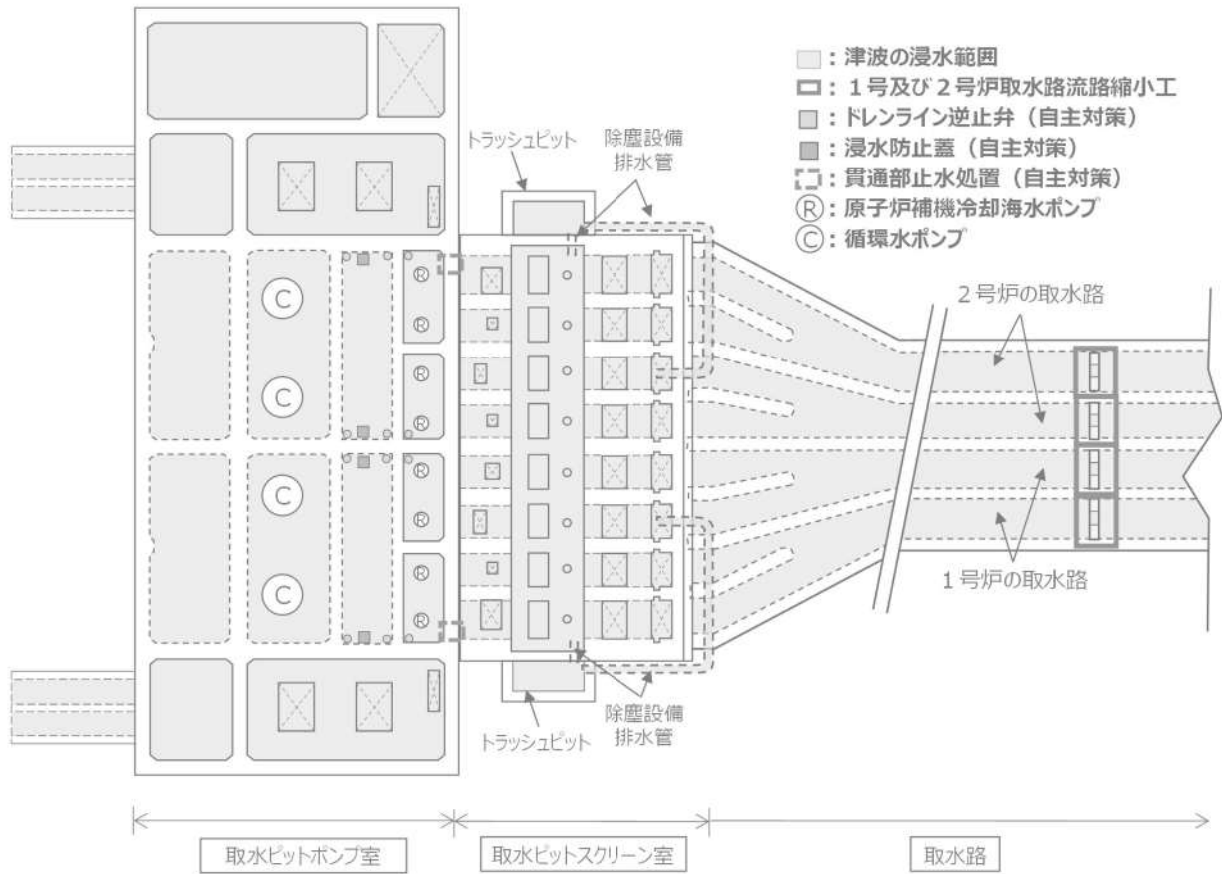 ：津波の浸水範囲
：１号及び２号炉取水路流路縮小工
：ドレンライン逆止弁（自主対策）
：浸水防止蓋（自主対策）
：貫通部止水処置（自主対策）
Ⓡ：原子炉補機冷却海水ポンプ
Ⓒ：循環水ポンプ
トラッシュピット
除塵設備
排水管
R
C
R
２号炉の取水路
R
C
R
R
C
R
１号炉の取水路
R
C
R
除塵設備
排水管
トラッシュピット
取水ピットポンプ室
取水ピットスクリーン室
取水路